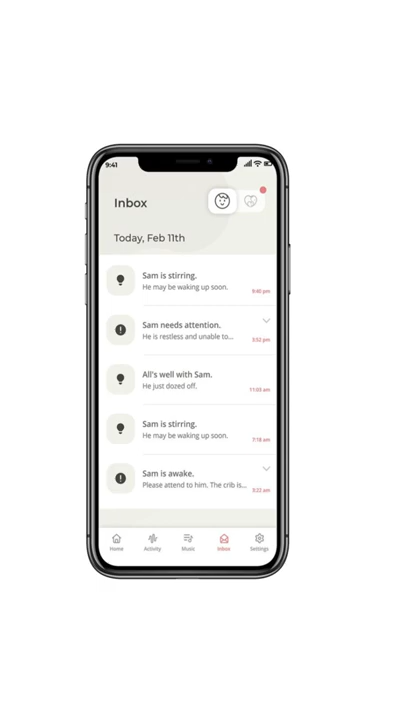 9:41
Inbox
Today, Feb 11th
Sam is stirring.
He may be waking up soon.
9:40 pm
Sam needs attention.
He is restless and unable to...
3:52 pm
All's well with Sam.
He just dozed off.
11:03 am
Sam is stirring.
He may be waking up soon.
7:18 am
Sam is awake.
Please attend to him. The crib is...
5:22 am
Home Activity Music Inbox Settings